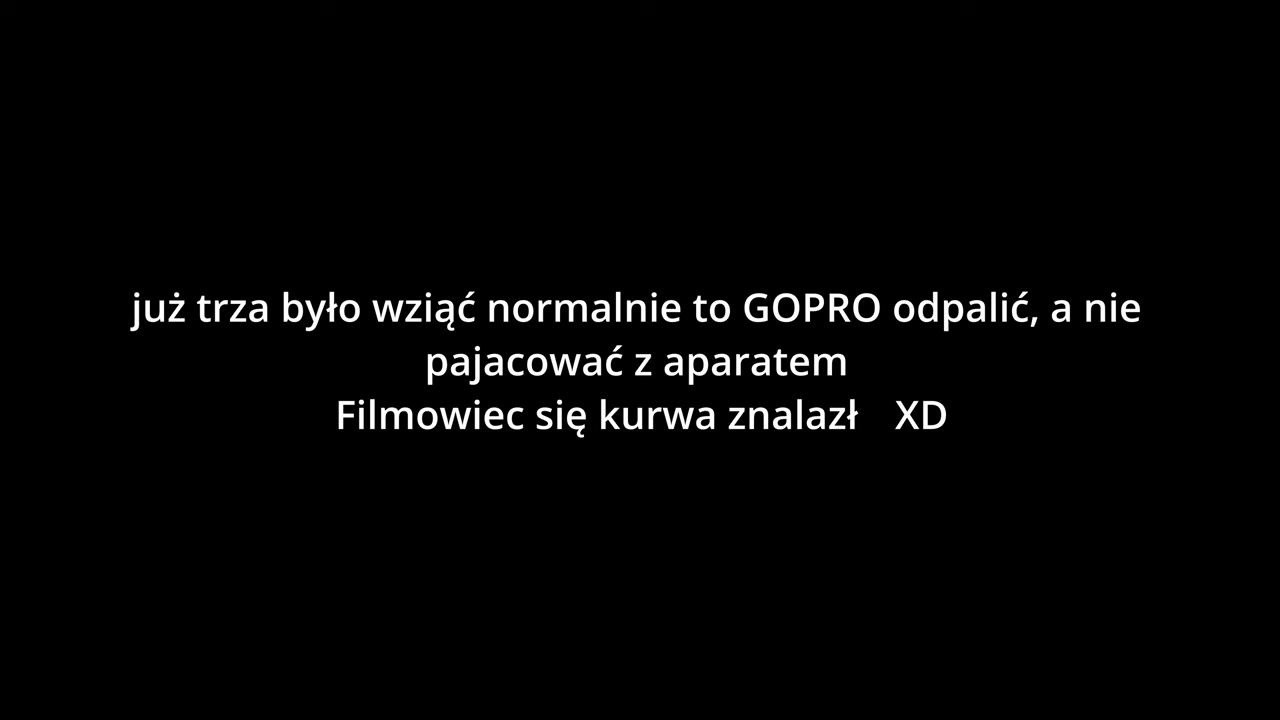 już trza było wziąć normalnie to GOPRO odpalić, a nie
pajacować z aparatem
Filmowiec się kurwa znalazł XD